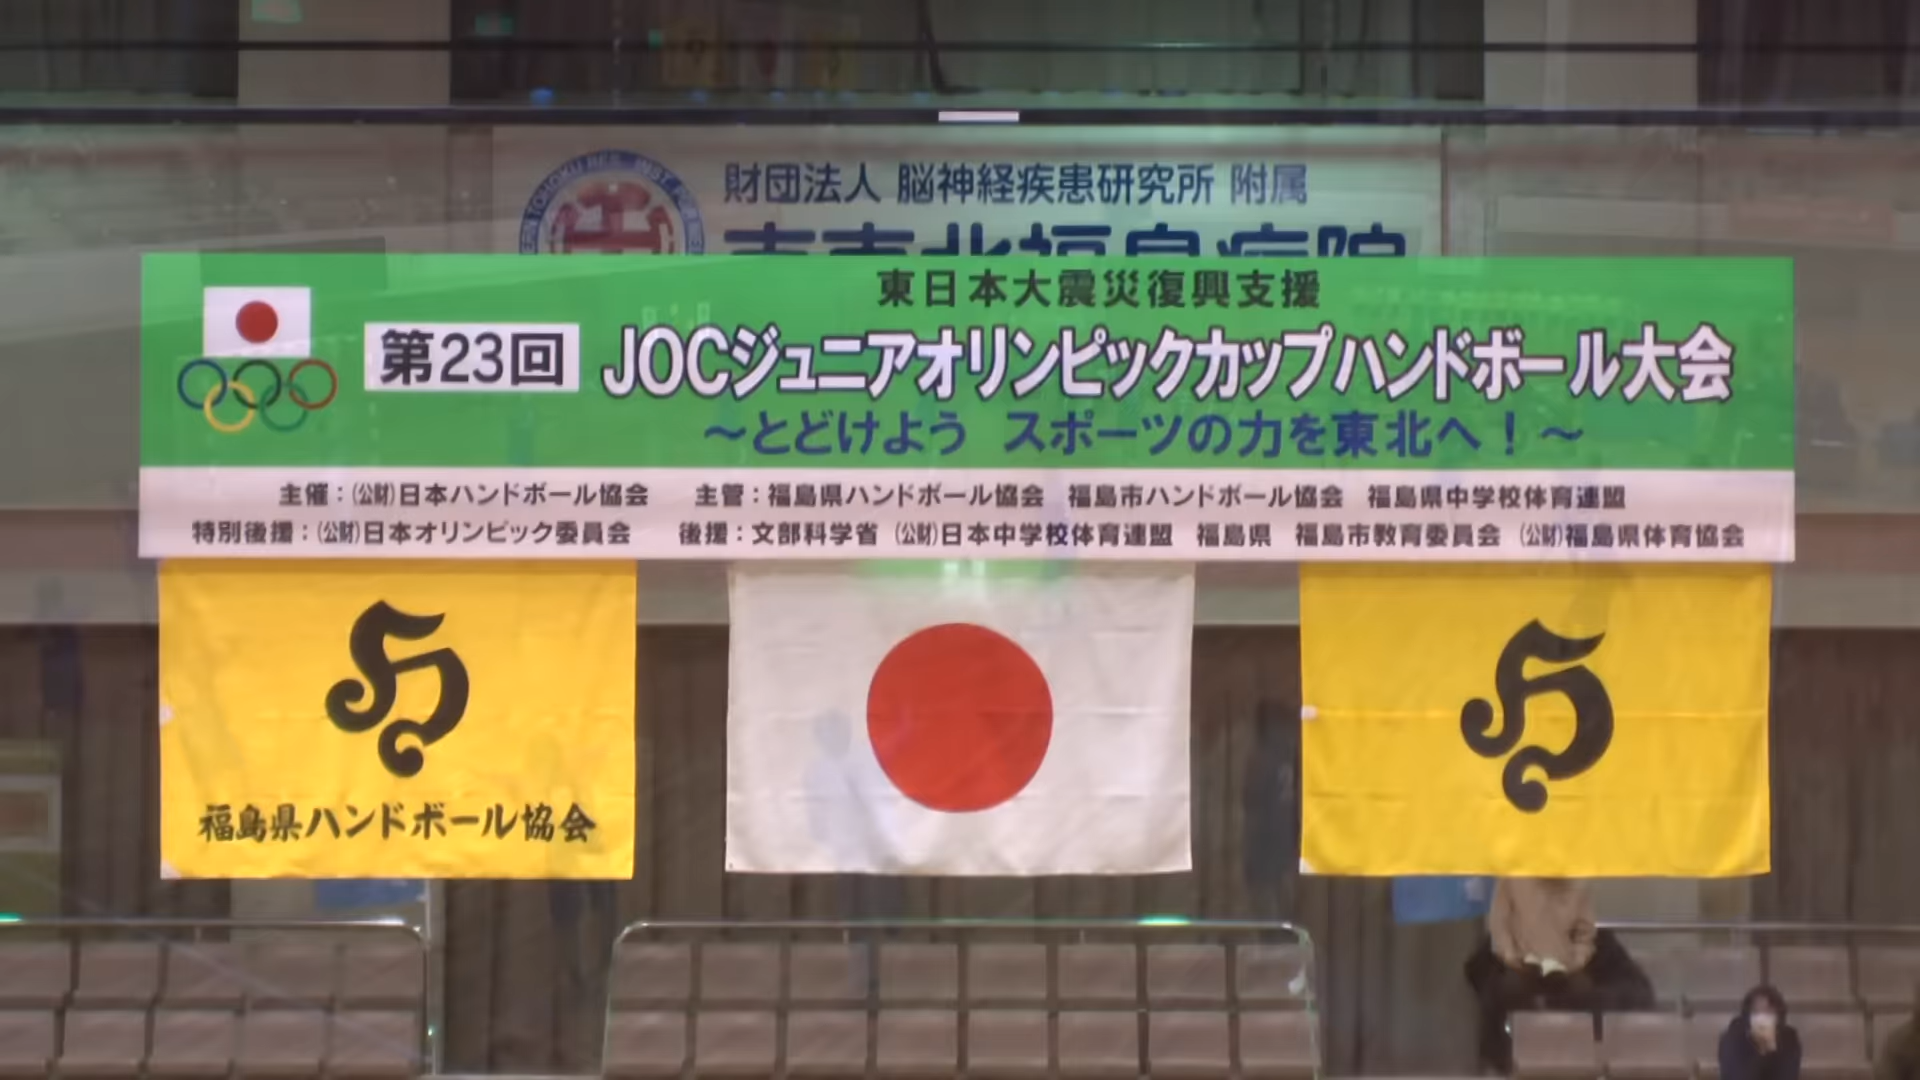 財団法人 脳神経疾患研究所 附属
東日本大震災復興支援
第23回 JOCジュニアオリンピックカップハンドボール大会
～とどけよう スポーツの力を東北へ！～
主催：(公財)日本ハンドボール協会 主管：福島県ハンドボール協会 福島市ハンドボール協会 福島県中学校体育連盟
特別後援：(公財)日本オリンピック委員会 後援：文部科学省 (公財)日本中学校体育連盟 福島県 福島市教育委員会 (公財)福島県体育協会
福島県ハンドボール協会